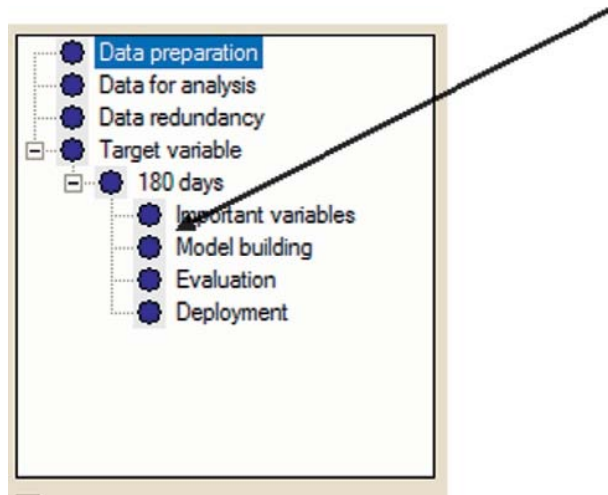 Data preparation
Data for analysis
Data redundancy
Target variable
180 days
Important variables
Model building
Evaluation
Deployment